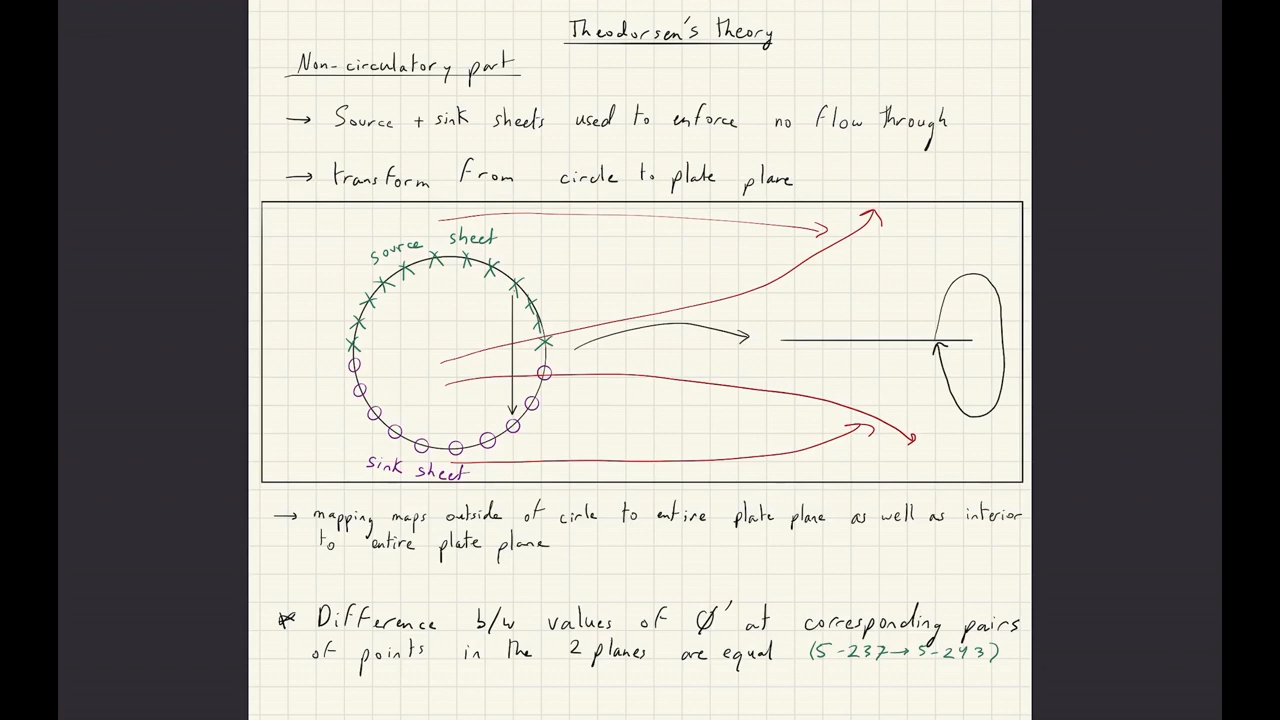 Theodorsen's theory
Non-circulatory part
→ Source + sink sheets used to enforce no flow through
→ transform from circle to plate plane
source sheet
sink sheet
→ mapping maps outside of cirle to entire plate plane as well as interior
to entire plate plane
* Difference b/w values of Ø' at corresponding pairs
of points in the 2 planes are equal (5-237→5-243)